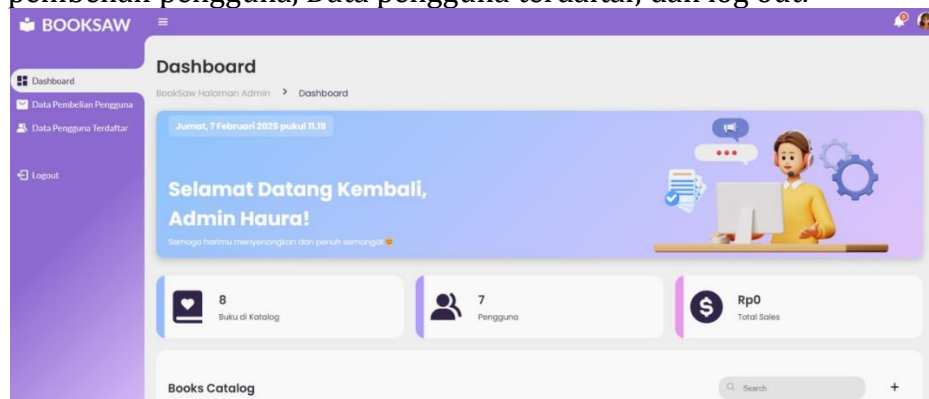 pembelian pengguna, Data pengguna terdaftar, dan log out.
BOOKSAW
Dashboard
Data Pembelian Pengguna
Data Pengguna Terdaftar
Logout
Dashboard
BookSaw Halaman Admin > Dashboard
Jumat, 7 Februari 2025 pukul 11.19
Selamat Datang Kembali,
Admin Haura!
Semoga harimu menyenangkan dan penuh semangat
8
Buku di Katalog
7
Pengguna
Rp0
Total Sales
Books Catalog
Search
+